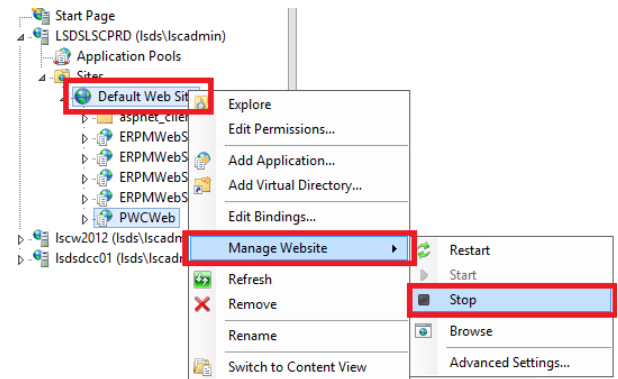 Start Page
LSDSLSCPRD (lsds\lscadmin)
Application Pools
Sites
Default Web Sit
aspnet_clien
ERPMWebS
ERPMWebS
ERPMWebS
ERPMWebS
PWCWeb
lscw2012 (lsds\lscadm
lsdsdcc01 (lsds\lscadm
Explore
Edit Permissions...
Add Application...
Add Virtual Directory...
Edit Bindings...
Manage Website
Refresh
Remove
Rename
Switch to Content View
Restart
Start
Stop
Browse
Advanced Settings...